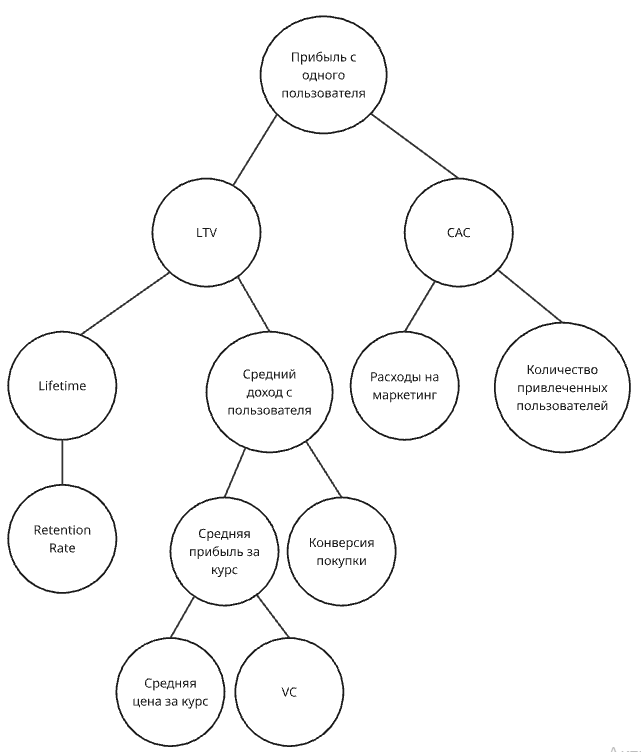 Прибыль с
одного
пользователя
LTV
CAC
Lifetime
Средний
доход с
пользователя
Расходы на
маркетинг
Количество
привлеченных
пользователей
Retention
Rate
Средняя
прибыль за
курс
Конверсия
покупки
Средняя
цена за курс
VC